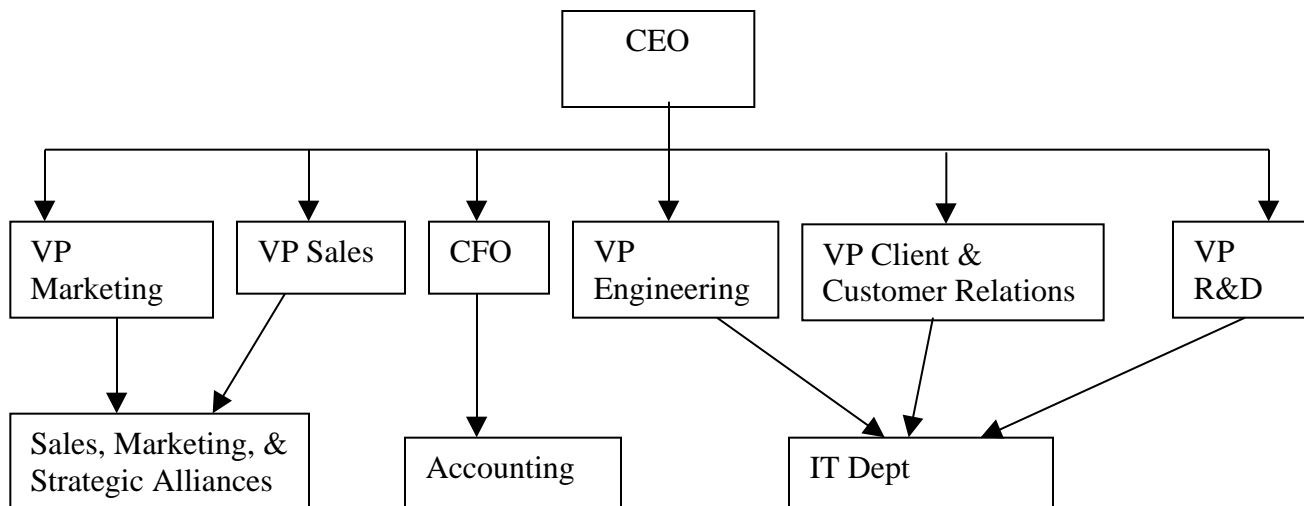 CEO
VP
Marketing
VP Sales
CFO
VP
Engineering
VP Client &
Customer Relations
VP
R&D
Sales, Marketing, &
Strategic Alliances
Accounting
IT Dept